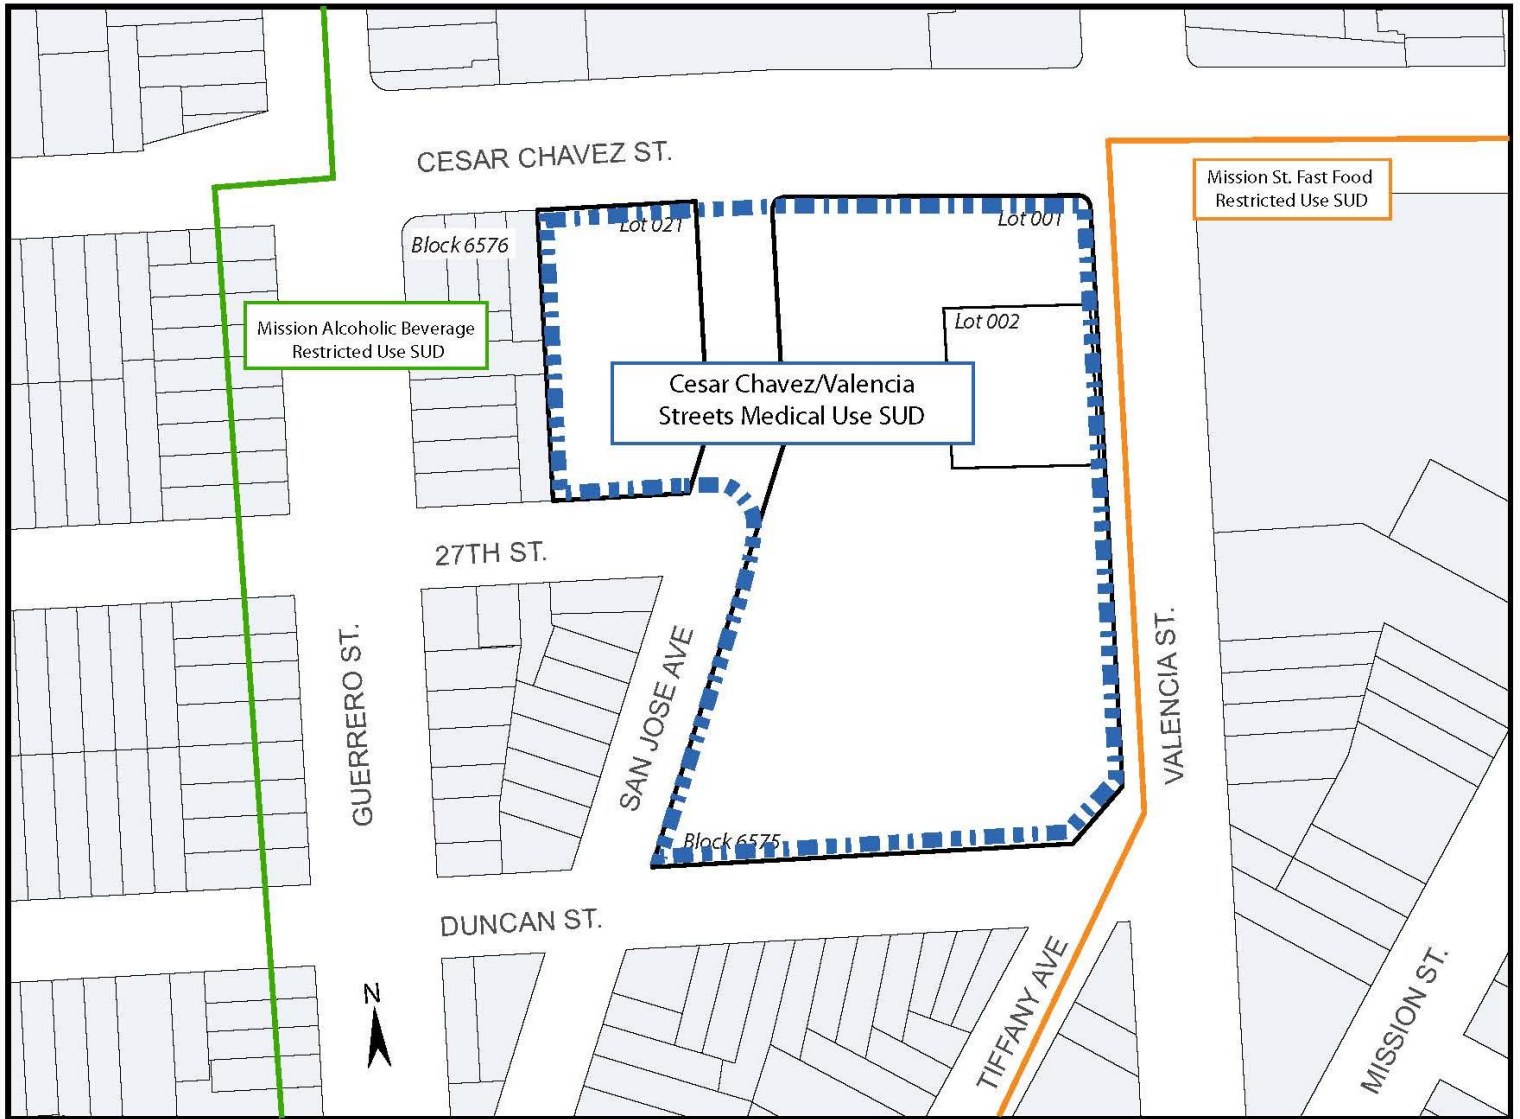 CESAR CHAVEZ ST.
Mission St. Fast Food
Restricted Use SUD
Lot 021
Lot 001
Block 6576
Mission Alcoholic Beverage
Restricted Use SUD
Lot 002
Cesar Chavez/Valencia
Streets Medical Use SUD
27TH ST.
GUERRERO ST.
SAN JOSE AVE
VALENCIA ST.
Block 6575
DUNCAN ST.
N
TIFFANY AVE
MISSION ST.